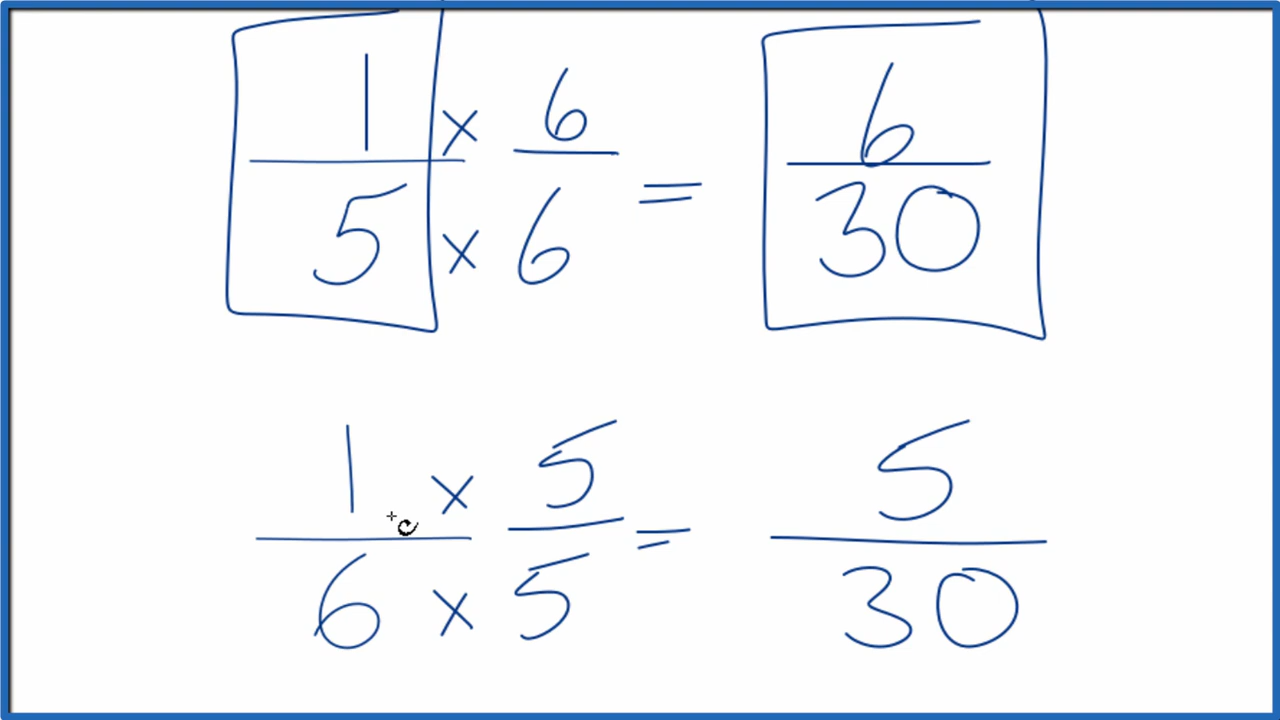 1 × 6 = 6
5 × 6 30
1 × 5 = 5
6 × 5 30